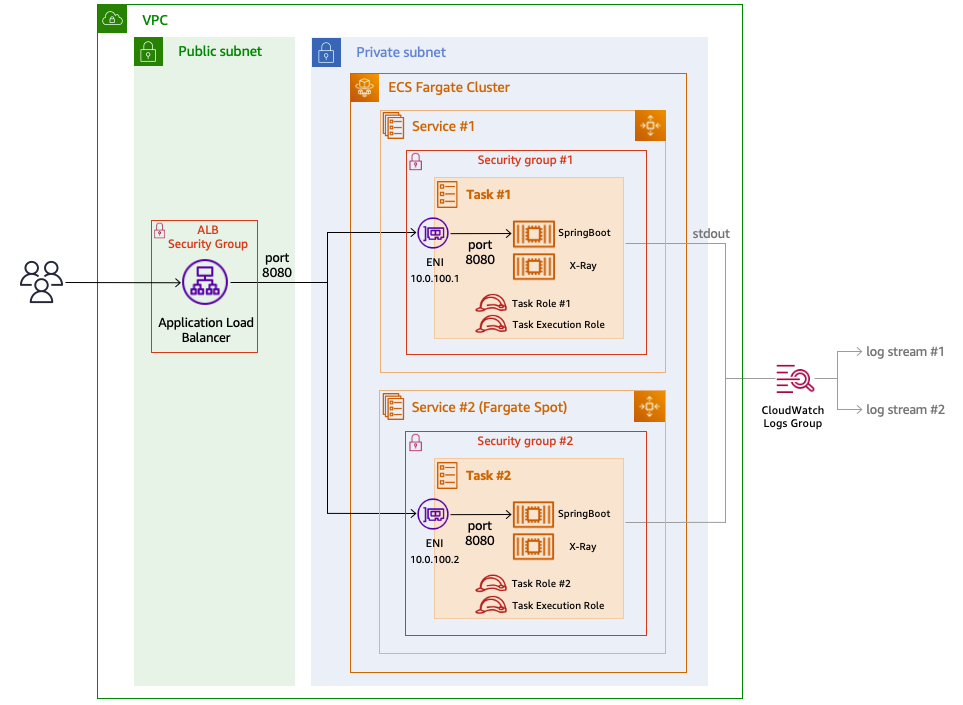 VPC
Public subnet
Private subnet
ECS Fargate Cluster
Service #1
Security group #1
Task #1
ALB
Security Group
port
8080
Application Load
Balancer
ENI
10.0.100.1
port
8080
SpringBoot
X-Ray
Task Role #1
Task Execution Role
stdout
Service #2 (Fargate Spot)
Security group #2
Task #2
ENI
10.0.100.2
port
8080
SpringBoot
X-Ray
Task Role #2
Task Execution Role
CloudWatch
Logs Group
log stream #1
log stream #2